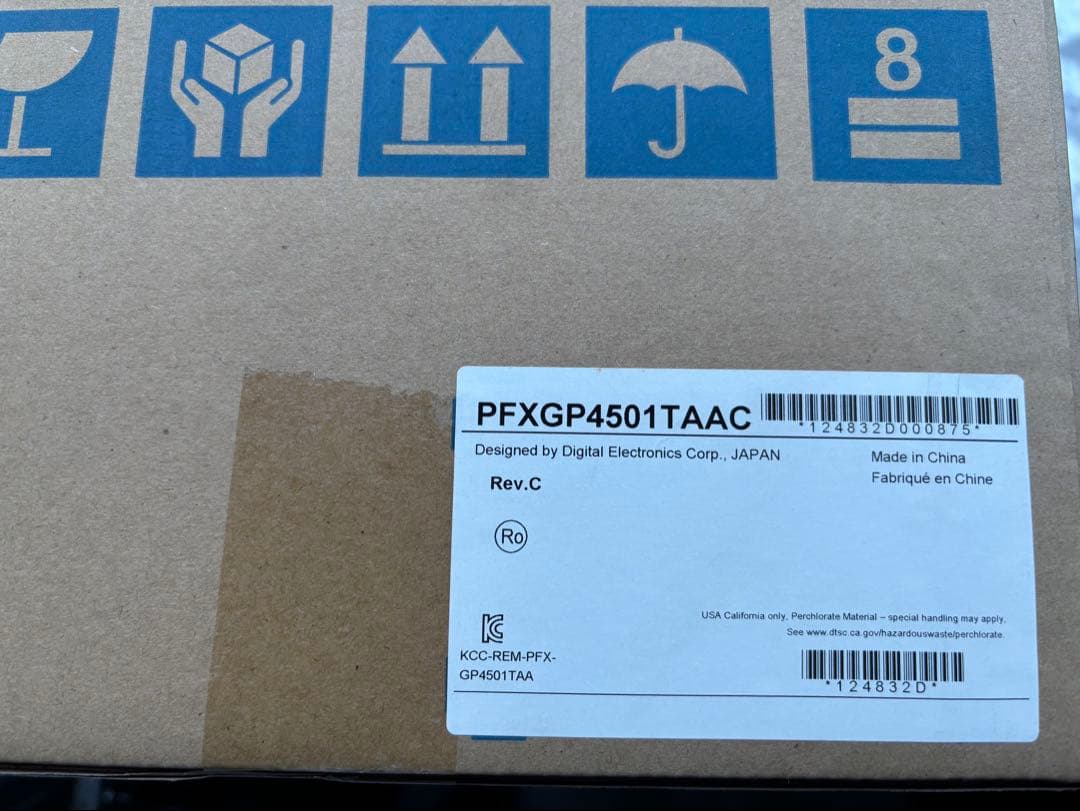 8
PFXGP4501TAAC
*124832D000875*
Designed by Digital Electronics Corp., JAPAN
Made in China
Fabriqué en Chine
Rev.C
Ro
USA California only, Perchlorate Material – special handling may apply,
See www.dtsc.ca.gov/hazardouswaste/perchlorate.
KCC-REM-PFX-
GP4501TAA
*124832D*